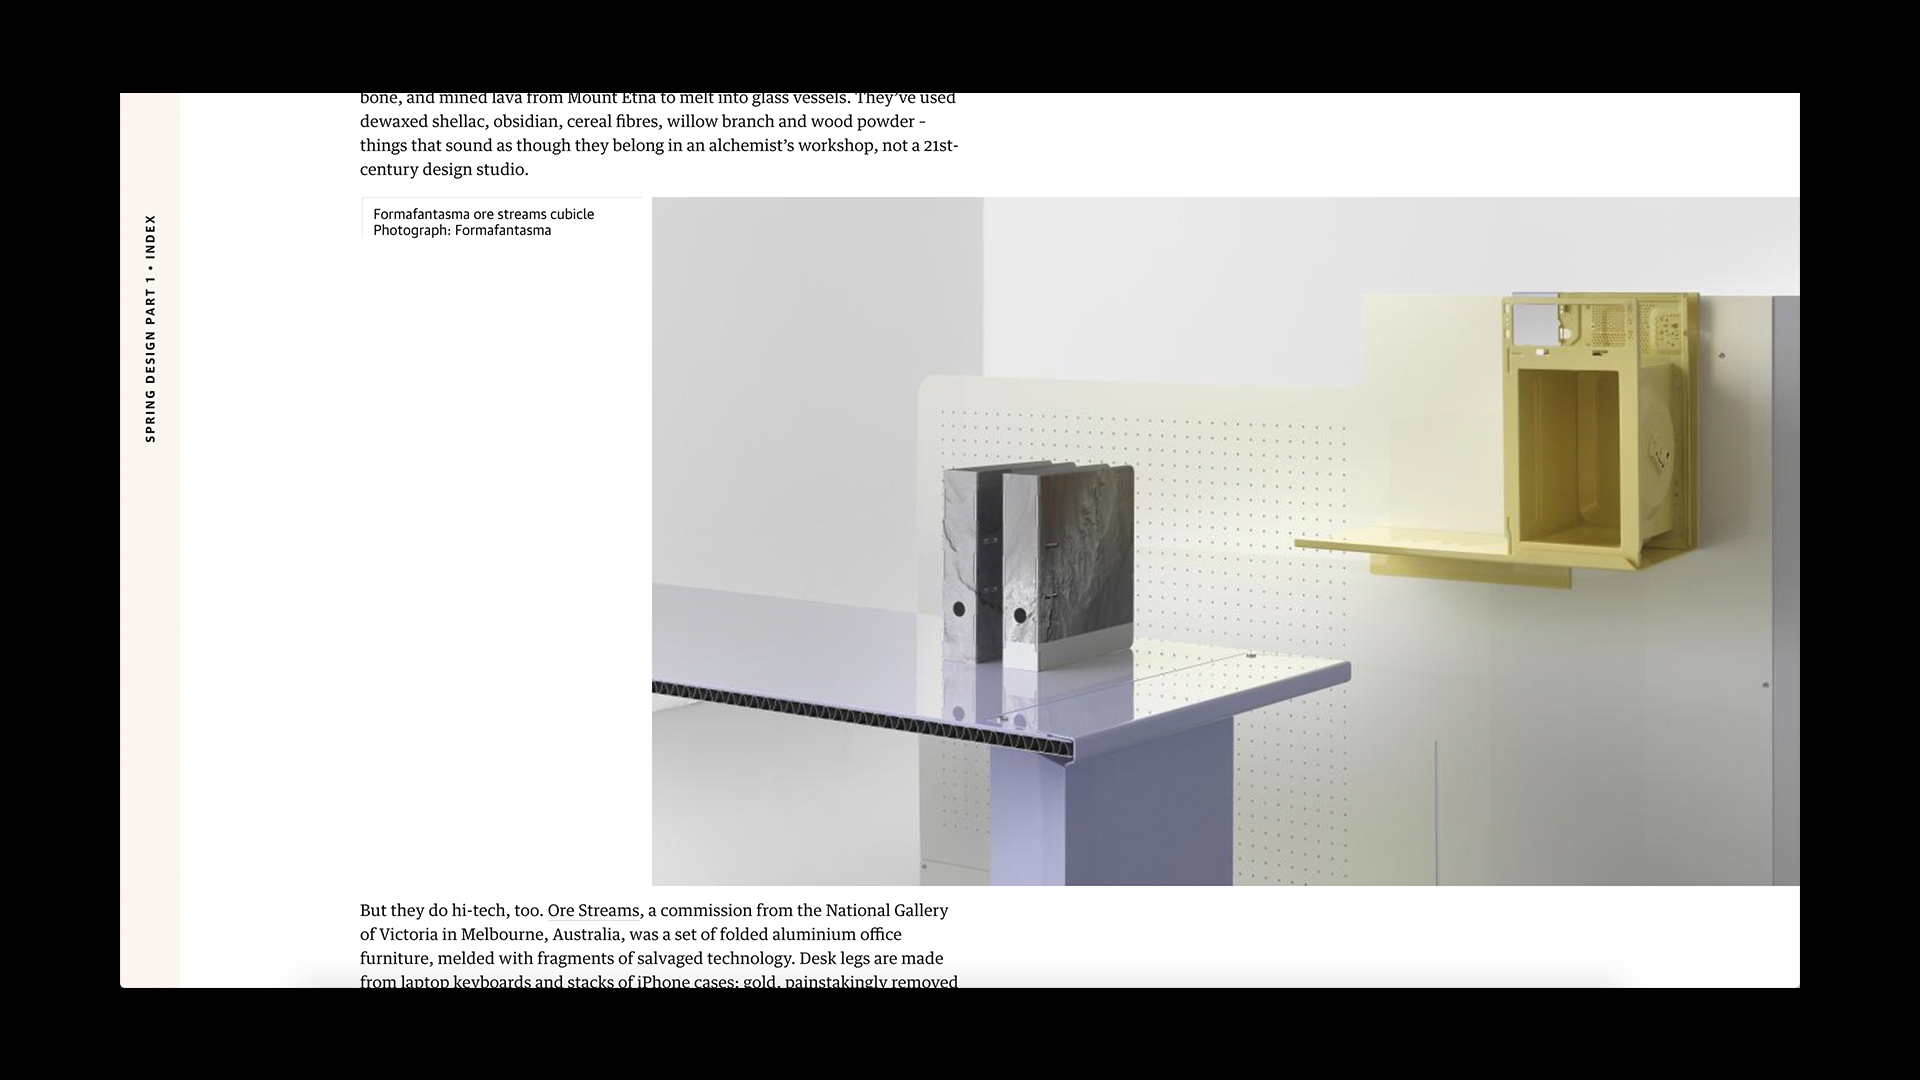 bone, and mined lava from Mount Etna to melt into glass vessels. They’ve used
dewaxed shellac, obsidian, cereal fibres, willow branch and wood powder –
things that sound as though they belong in an alchemist’s workshop, not a 21st-
century design studio.
SPRING DESIGN PART 1 • INDEX
Formafantasma ore streams cubicle
Photograph: Formafantasma
But they do hi-tech, too. Ore Streams, a commission from the National Gallery
of Victoria in Melbourne, Australia, was a set of folded aluminium office
furniture, melded with fragments of salvaged technology. Desk legs are made
from laptop keyboards and stacks of iPhone cases; gold, painstakingly removed